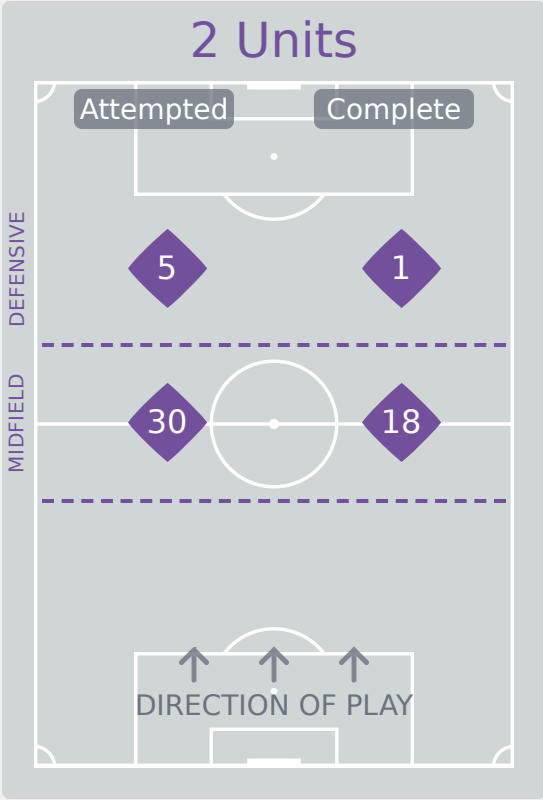 2 Units
Attempted
Complete
DEFENSIVE
5
1
MIDFIELD
30
18
DIRECTION OF PLAY